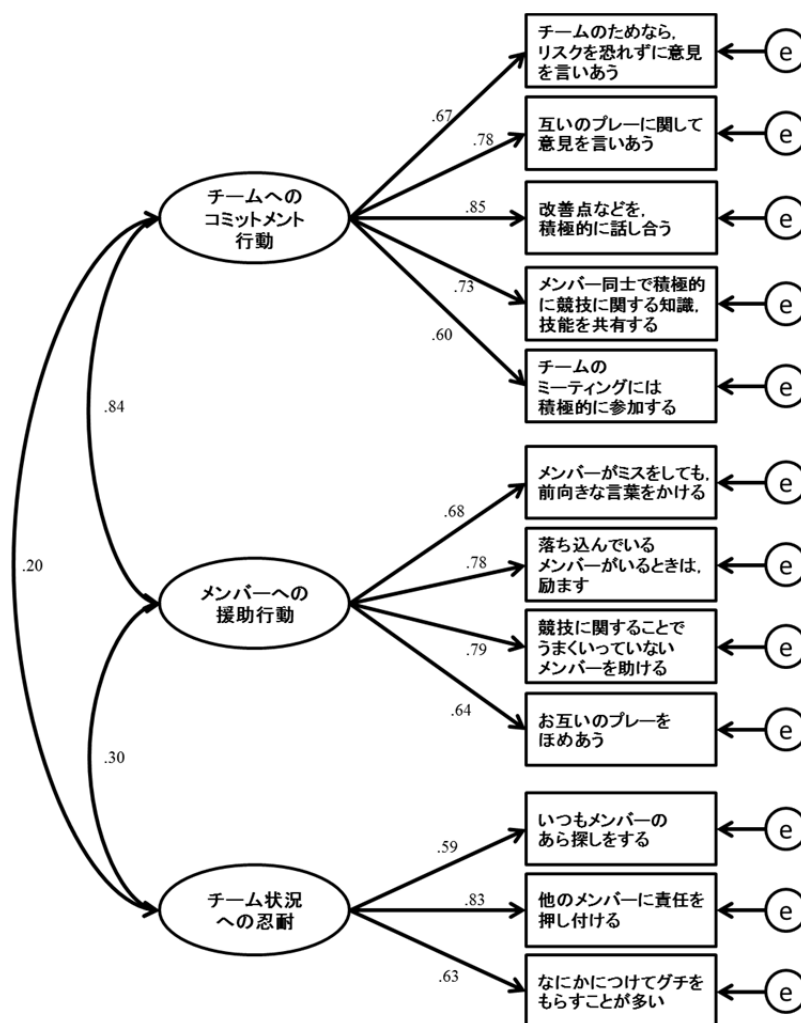 チームのためなら,
リスクを恐れずに意見
を言いあう
e
.67
互いのプレーに関して
意見を言いあう
e
.78
チームへの
コミットメント
行動
.85
改善点などを,
積極的に話し合う
e
.73
メンバー同士で積極的
に競技に関する知識,
技能を共有する
e
.60
チームの
ミーティングには
積極的に参加する
e
.84
.20
メンバーがミスをしても,
前向きな言葉をかける
e
.68
落ち込んでいる
メンバーがいるときは,
励ます
e
.78
メンバーへの
援助行動
.79
競技に関することで
うまくいっていない
メンバーを助ける
e
.64
お互いのプレーを
ほめあう
e
.30
いつもメンバーの
あら探しをする
e
.59
チーム状況
への忍耐
.83
他のメンバーに責任を
押し付ける
e
.63
なにかにつけてグチを
もらすことが多い
e